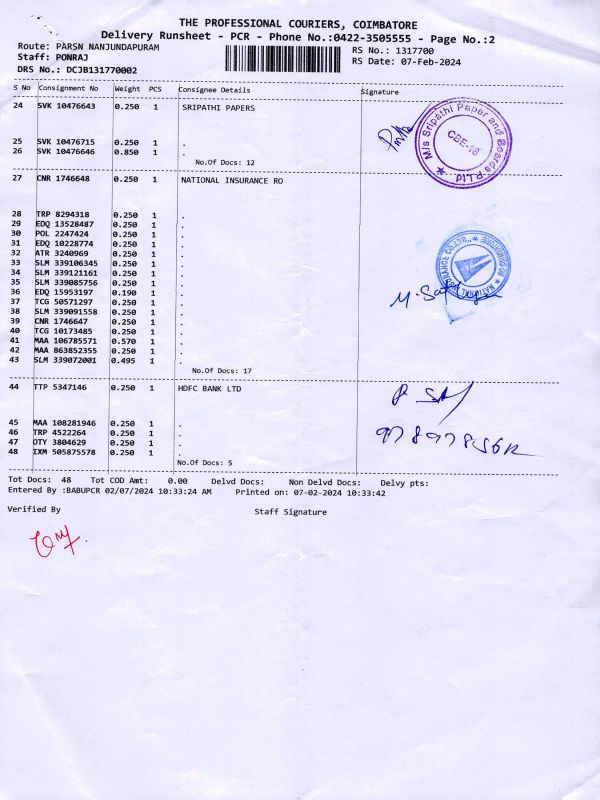 THE PROFESSIONAL COURIERS, COIMBATORE
Delivery Runsheet - PCR - Phone No.:0422-3505555 - Page No.:2
Route: PARSN NANJUNDAPURAM
RS No.: 1317700
Staff: PONRAJ
RS Date: 07-Feb-2024
DRS No.: DCJB131770002
S No Consignment No Weight PCS Consignee Details Signature
24 SVK 10476643 0.250 1 SRIPATHI PAPERS
M/s Sripathi Paper and Boards P.Ltd
CBE-18
25 SVK 10476715 0.250 1 .
26 SVK 10476646 0.850 1 .
No.Of Docs: 12
27 CNR 1746648 0.250 1 NATIONAL INSURANCE RO
28 TRP 8294318 0.250 1 .
29 EDQ 13528487 0.250 1 .
30 POL 2247424 0.250 1 .
31 EDQ 10228774 0.250 1 .
32 ATR 3240969 0.250 1 .
33 SLM 339106345 0.250 1 .
34 SLM 339121161 0.250 1 .
35 SLM 339085756 0.250 1 .
36 EDQ 15953197 0.190 1 .
37 TCG 50571297 0.250 1 .
38 SLM 339091558 0.250 1 .
39 CNR 1746647 0.250 1 .
40 TCG 10173485 0.250 1 .
41 MAA 106785571 0.570 1 .
42 MAA 863852355 0.250 1 .
43 SLM 339072001 0.495 1 .
No.Of Docs: 17
44 TTP 5347146 0.250 1 HDFC BANK LTD
45 MAA 108281946 0.250 1 .
46 TRP 4522264 0.250 1 .
47 OTY 3804629 0.250 1 .
48 IXM 505875578 0.250 1 .
No.Of Docs: 5
Tot Docs: 48 Tot COD Amt: 0.00 Delvd Docs: Non Delvd Docs: Delvy pts:
Entered By :BABUPCR 02/07/2024 10:33:24 AM Printed on: 07-02-2024 10:33:42
Verified By Staff Signature